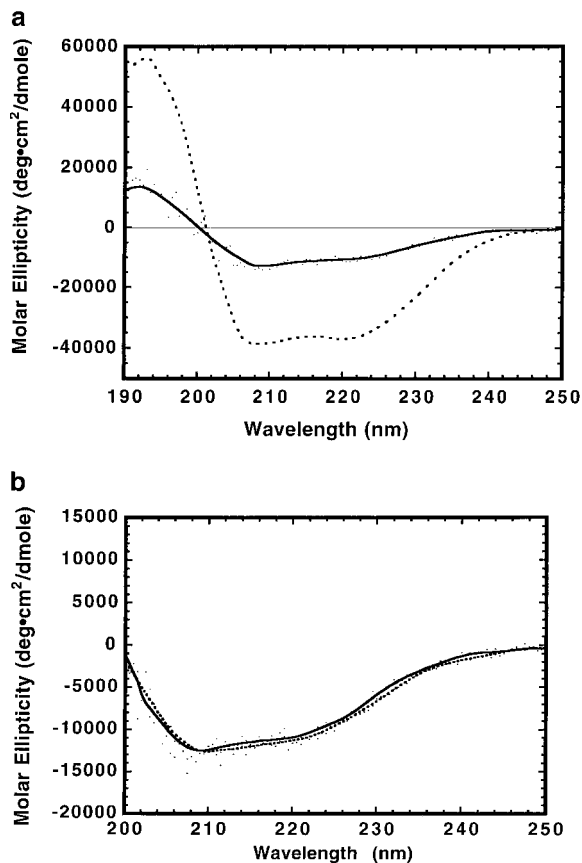 a
Molar Ellipticity (deg•cm²/dmole)
60000
40000
20000
0
-20000
-40000
190 200 210 220 230 240 250
Wavelength (nm)
b
Molar Ellipticity (deg•cm²/dmole)
15000
10000
5000
0
-5000
-10000
-15000
-20000
200 210 220 230 240 250
Wavelength (nm)